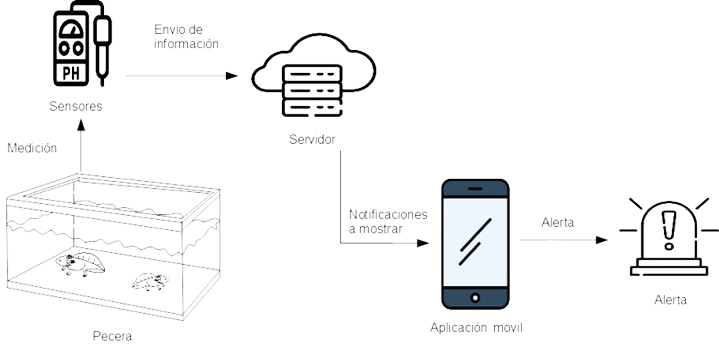 Envio de
información
PH
Sensores
Servidor
Medición
Notificaciones
a mostrar
Alerta
Aplicación movil
Alerta
Pecera